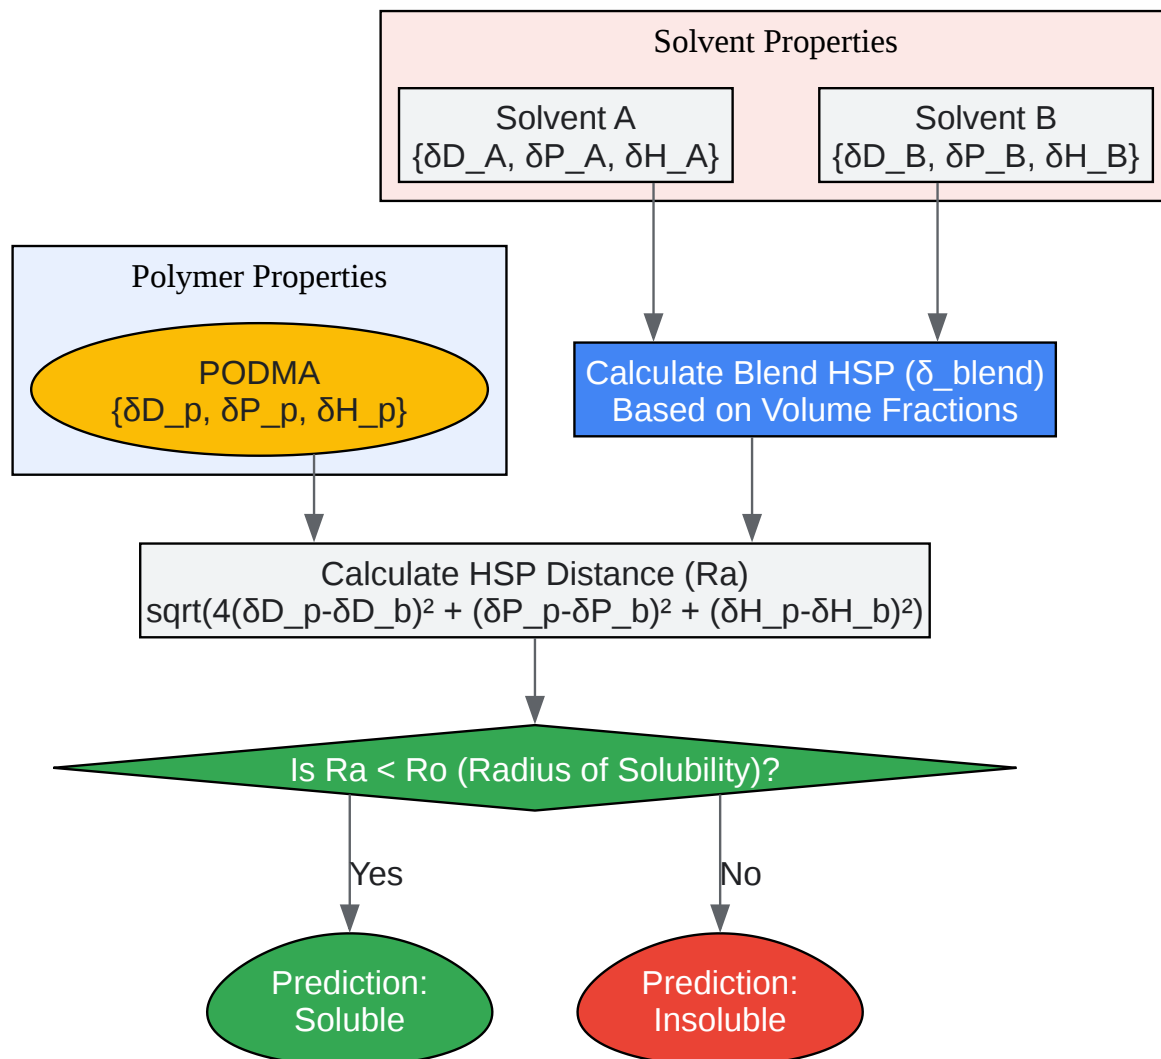 Solvent Properties
Solvent A
{δD_A, δP_A, δH_A}
Solvent B
{δD_B, δP_B, δH_B}
Polymer Properties
PODMA
{δD_p, δP_p, δH_p}
Calculate Blend HSP (δ_blend)
Based on Volume Fractions
Calculate HSP Distance (Ra)
sqrt(4(δD_p-δD_b)² + (δP_p-δP_b)² + (δH_p-δH_b)²)
Is Ra < Ro (Radius of Solubility)?
Yes
No
Prediction:
Soluble
Prediction:
Insoluble